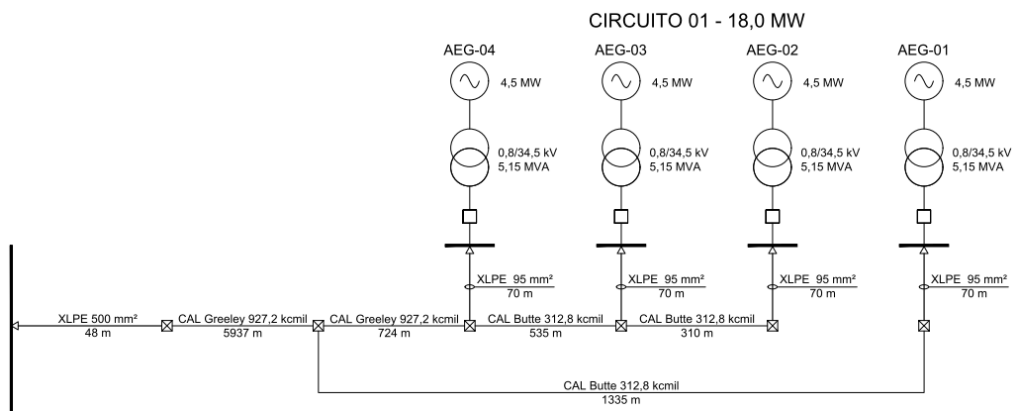 CIRCUITO 01 - 18,0 MW
AEG-04
AEG-03
AEG-02
AEG-01
4,5 MW
4,5 MW
4,5 MW
4,5 MW
0,8/34,5 kV
5,15 MVA
0,8/34,5 kV
5,15 MVA
0,8/34,5 kV
5,15 MVA
0,8/34,5 kV
5,15 MVA
XLPE 95 mm²
70 m
XLPE 95 mm²
70 m
XLPE 95 mm²
70 m
XLPE 95 mm²
70 m
XLPE 500 mm²
48 m
CAL Greeley 927,2 kcmil
5937 m
CAL Greeley 927,2 kcmil
724 m
CAL Butte 312,8 kcmil
535 m
CAL Butte 312,8 kcmil
310 m
CAL Butte 312,8 kcmil
1335 m